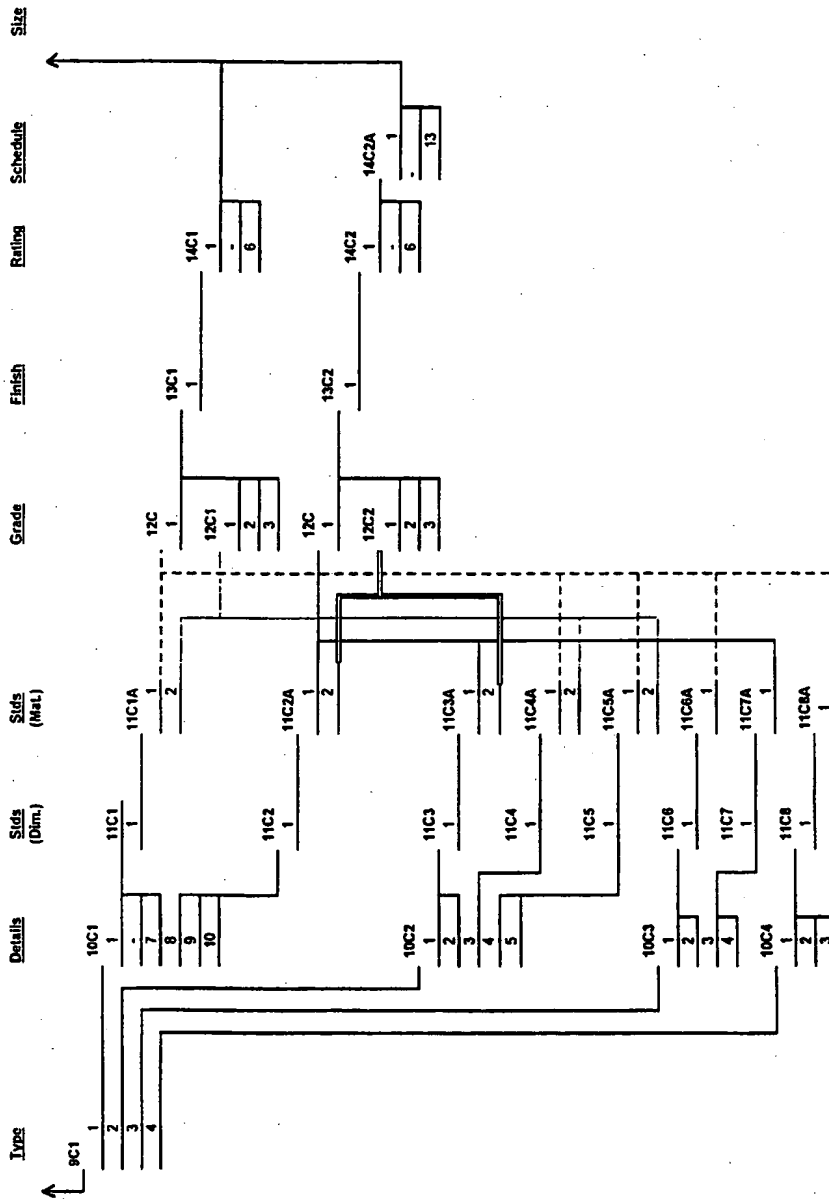 Type
Details
Stds
(Dim.)
Stds
(Mat.)
Grade
Finish
Rating
Schedule
Size
9C1
1
2
3
4
10C1
1
-
7
8
9
10
10C2
1
2
3
4
5
10C3
1
2
3
4
10C4
1
2
3
11C1
1
11C2
1
11C3
1
11C4
1
11C5
1
11C6
1
11C7
1
11C8
1
11C1A
1
2
11C2A
1
2
11C3A
1
2
11C4A
1
2
11C5A
1
2
11C6A
1
11C7A
1
11C8A
1
12C
1
12C1
1
2
3
12C
1
12C2
1
2
3
13C1
1
13C2
1
14C1
1
-
6
14C2
1
-
6
14C2A
1
-
13